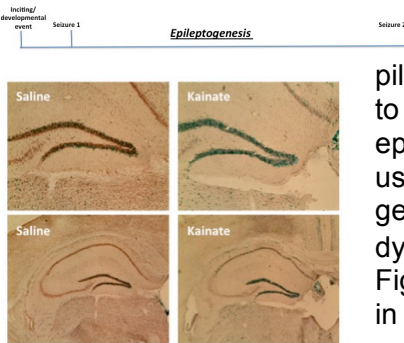 Inciting/
developmental
event
Seizure 1
Epileptogenesis
Seizure 2
Saline
Kainate
Saline
Kainate
pil
to
ep
us
ge
dy
Fig
in